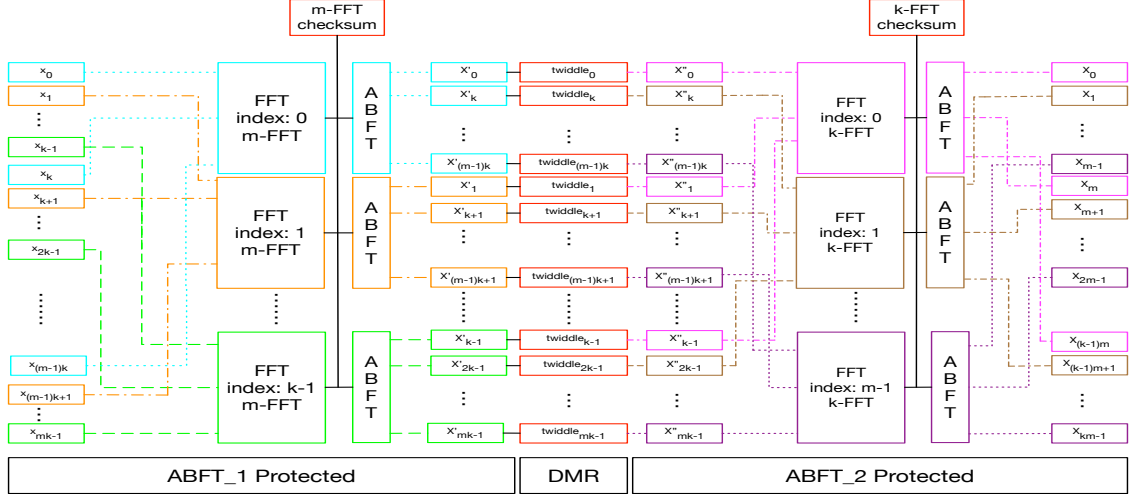 m-FFT
checksum
k-FFT
checksum
x0
x1
xk-1
xk
xk+1
x2k-1
x(m-1)k
x(m-1)k+1
xmk-1
FFT
index: 0
m-FFT
FFT
index: 1
m-FFT
FFT
index: k-1
m-FFT
ABFT
ABFT
ABFT
X'0
X'k
X'(m-1)k
X'1
X'k+1
X'(m-1)k+1
X'k-1
X'2k-1
X'mk-1
twiddle0
twiddlek
twiddle(m-1)k
twiddle1
twiddlek+1
twiddle(m-1)k+1
twiddlek-1
twiddle2k-1
twiddlemk-1
X"0
X"k
X"(m-1)k
X"1
X"k+1
X"(m-1)k+1
X"k-1
X"2k-1
X"mk-1
FFT
index: 0
k-FFT
FFT
index: 1
k-FFT
FFT
index: m-1
k-FFT
ABFT
ABFT
ABFT
X0
X1
Xm-1
Xm
Xm+1
X2m-1
X(k-1)m
X(k-1)m+1
Xkm-1
ABFT_1 Protected
DMR
ABFT_2 Protected